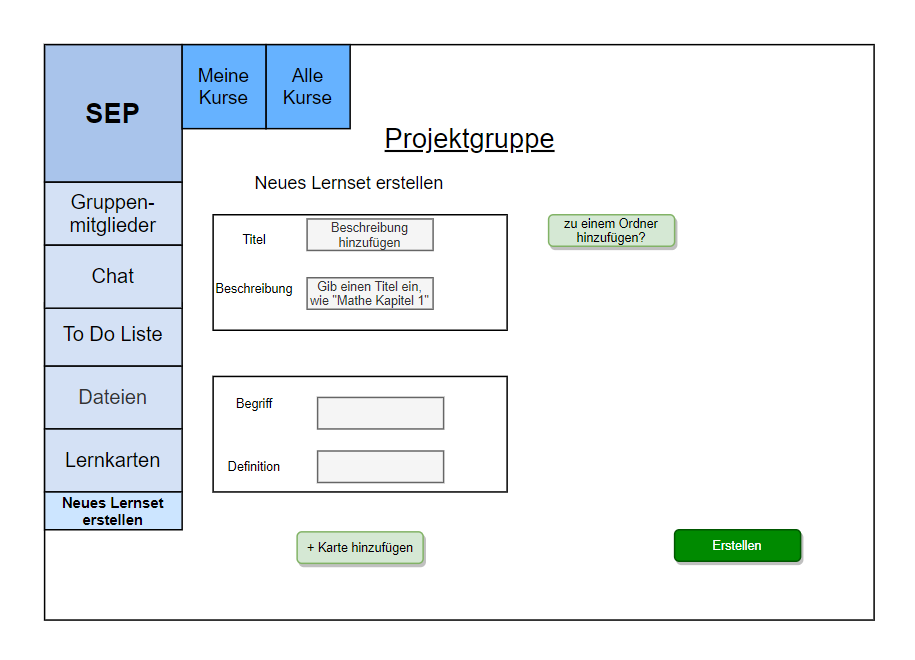 SEP
Meine
Kurse
Alle
Kurse
Projektgruppe
Neues Lernset erstellen
Gruppen-
mitglieder
Chat
To Do Liste
Dateien
Lernkarten
Neues Lernset
erstellen
Titel
Beschreibung
hinzufügen
Beschreibung
Gib einen Titel ein,
wie "Mathe Kapitel 1"
zu einem Ordner
hinzufügen?
Begriff
Definition
+ Karte hinzufügen
Erstellen